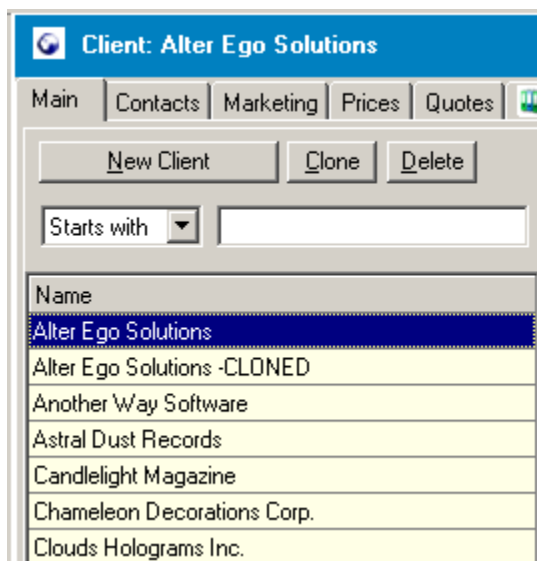 Client: Alter Ego Solutions
Main Contacts Marketing Prices Quotes
New Client Clone Delete
Starts with
Name
Alter Ego Solutions
Alter Ego Solutions -CLONED
Another Way Software
Astral Dust Records
Candlelight Magazine
Chameleon Decorations Corp.
Clouds Holograms Inc.